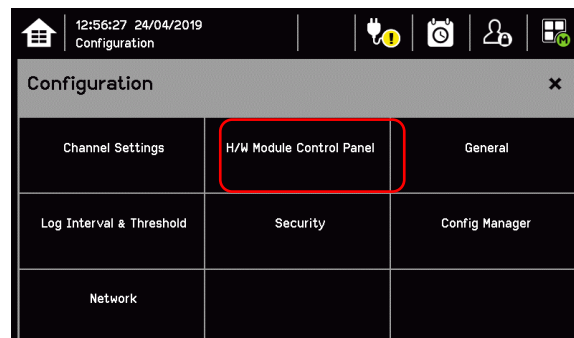 12:56:27 24/04/2019
Configuration
Configuration
Channel Settings
H/W Module Control Panel
General
Log Interval & Threshold
Security
Config Manager
Network